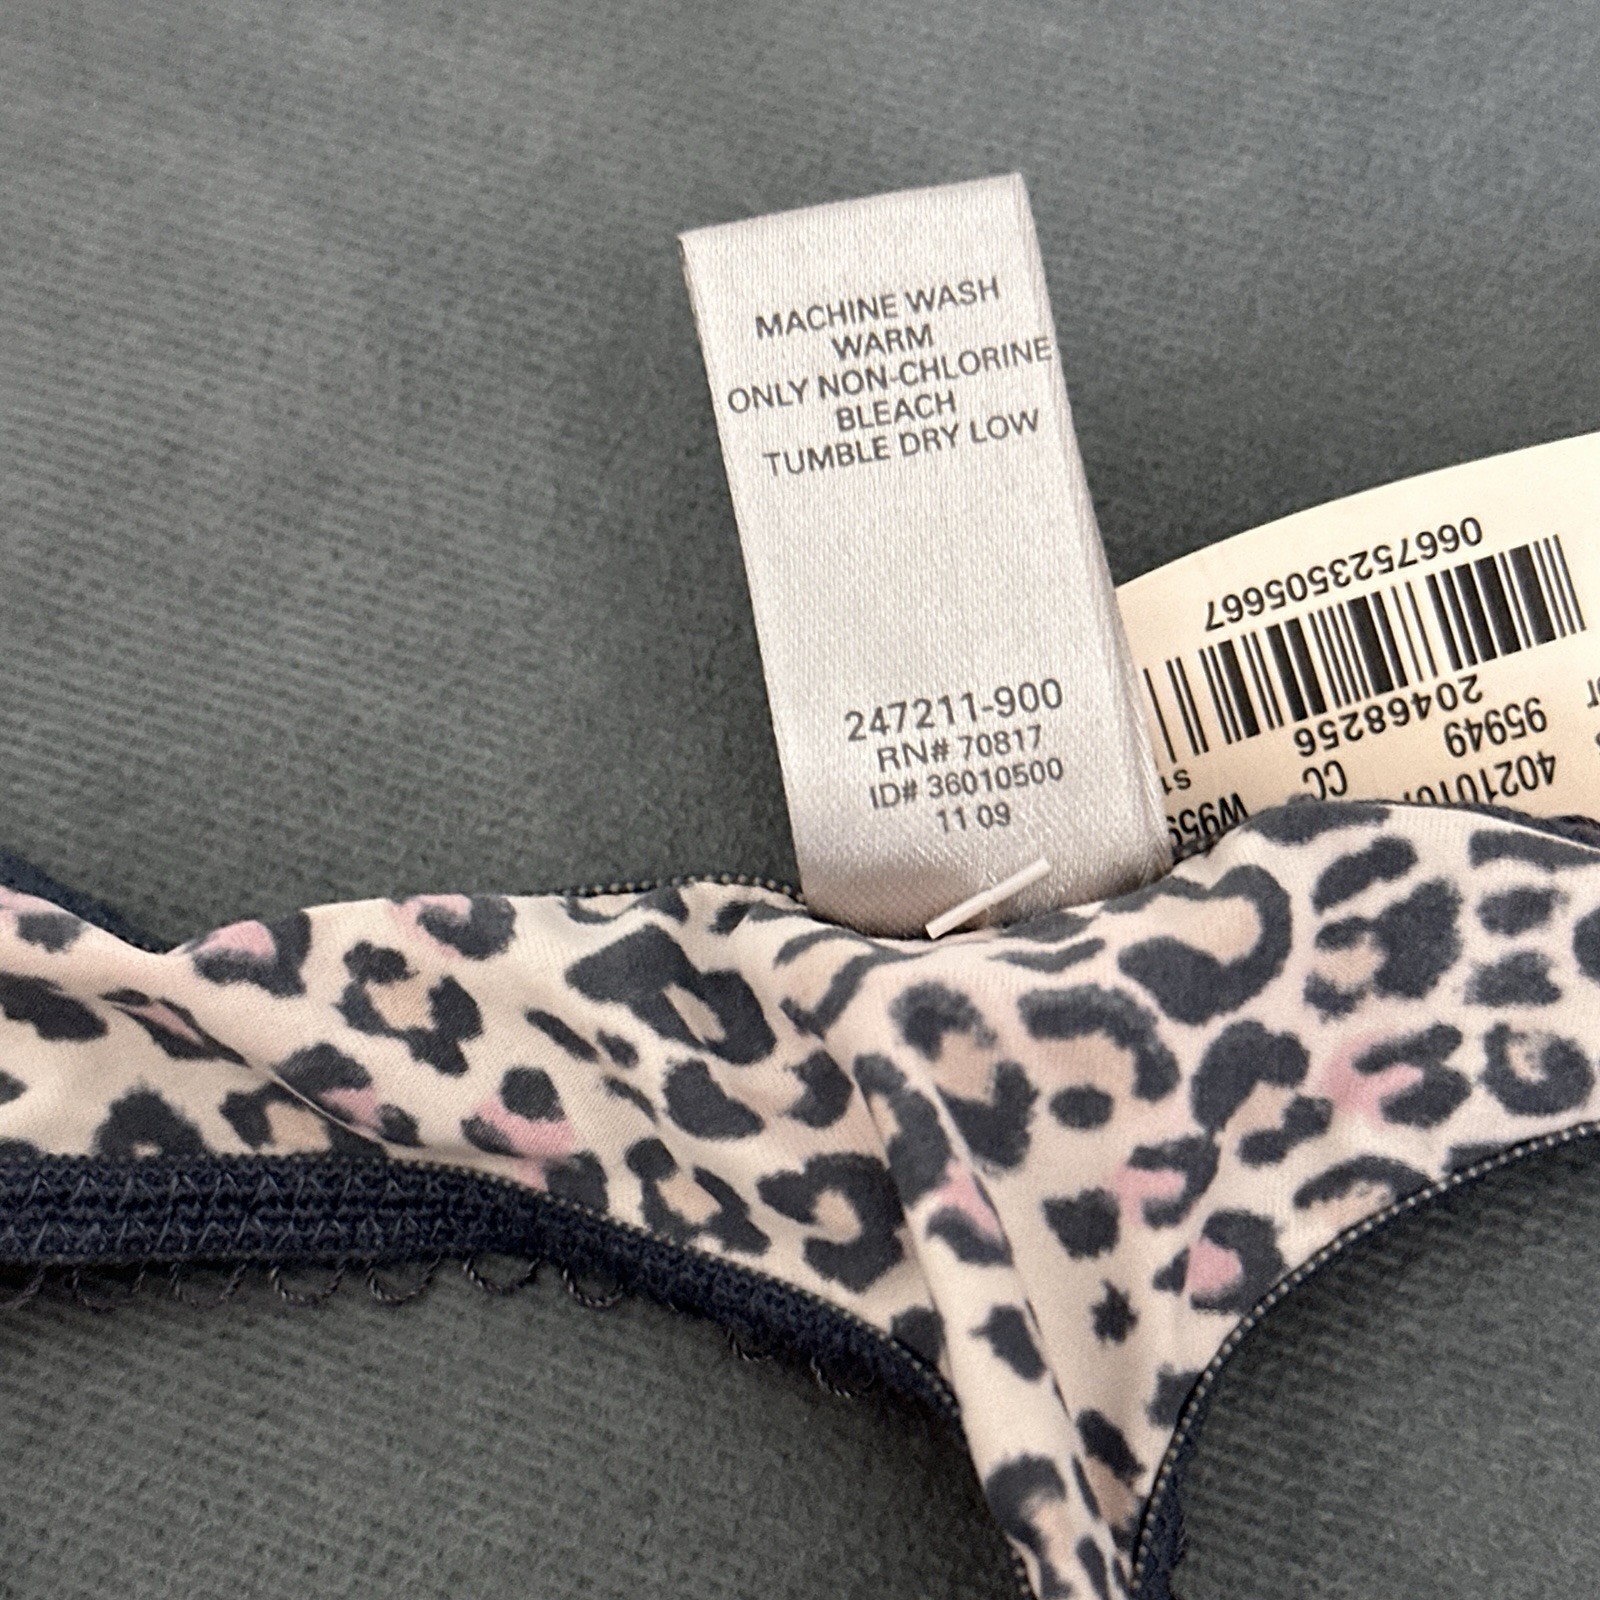 MACHINE WASH
WARM
ONLY NON-CHLORINE
BLEACH
TUMBLE DRY LOW
247211-900
RN# 70817
ID# 36010500
11 09
CC
95949
20468256
0667523505667